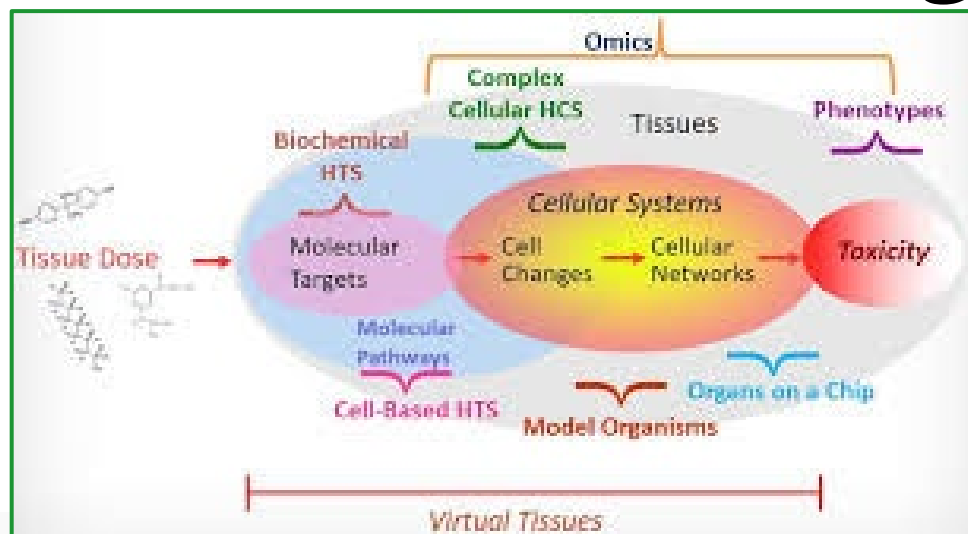 Omics
Complex
Cellular HCS
Phenotypes
Tissues
Biochemical
HTS
Cellular Systems
Tissue Dose
Molecular
Targets
Cell
Changes
Cellular
Networks
Toxicity
Molecular
Pathways
Cell-Based HTS
Organs on a Chip
Model Organisms
Virtual Tissues